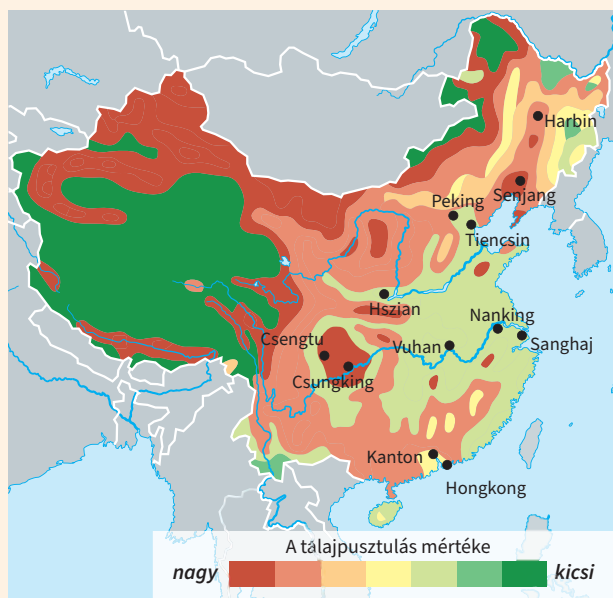 Harbin
Senjang
Peking
Tiencsin
Hszian
Nanking
Csengtu
Vuhan
Sanghaj
Csungking
Kanton
Hongkong
A talajpusztulás mértéke
nagy
kicsi